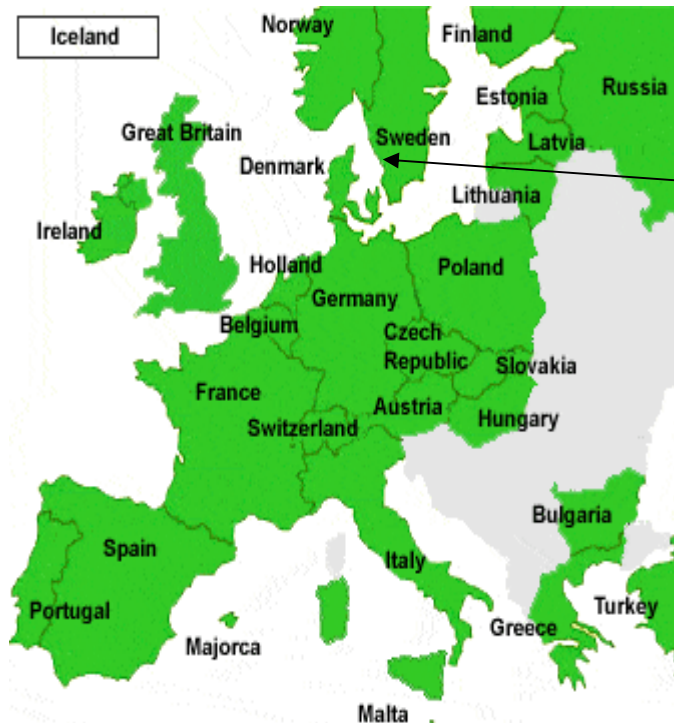 Iceland
Norway
Finland
Russia
Estonia
Great Britain
Sweden
Latvia
Denmark
Lithuania
Ireland
Holland
Poland
Germany
Belgium
Czech
Republic
Slovakia
France
Austria
Hungary
Switzerland
Bulgaria
Spain
Italy
Portugal
Turkey
Greece
Majorca
Malta